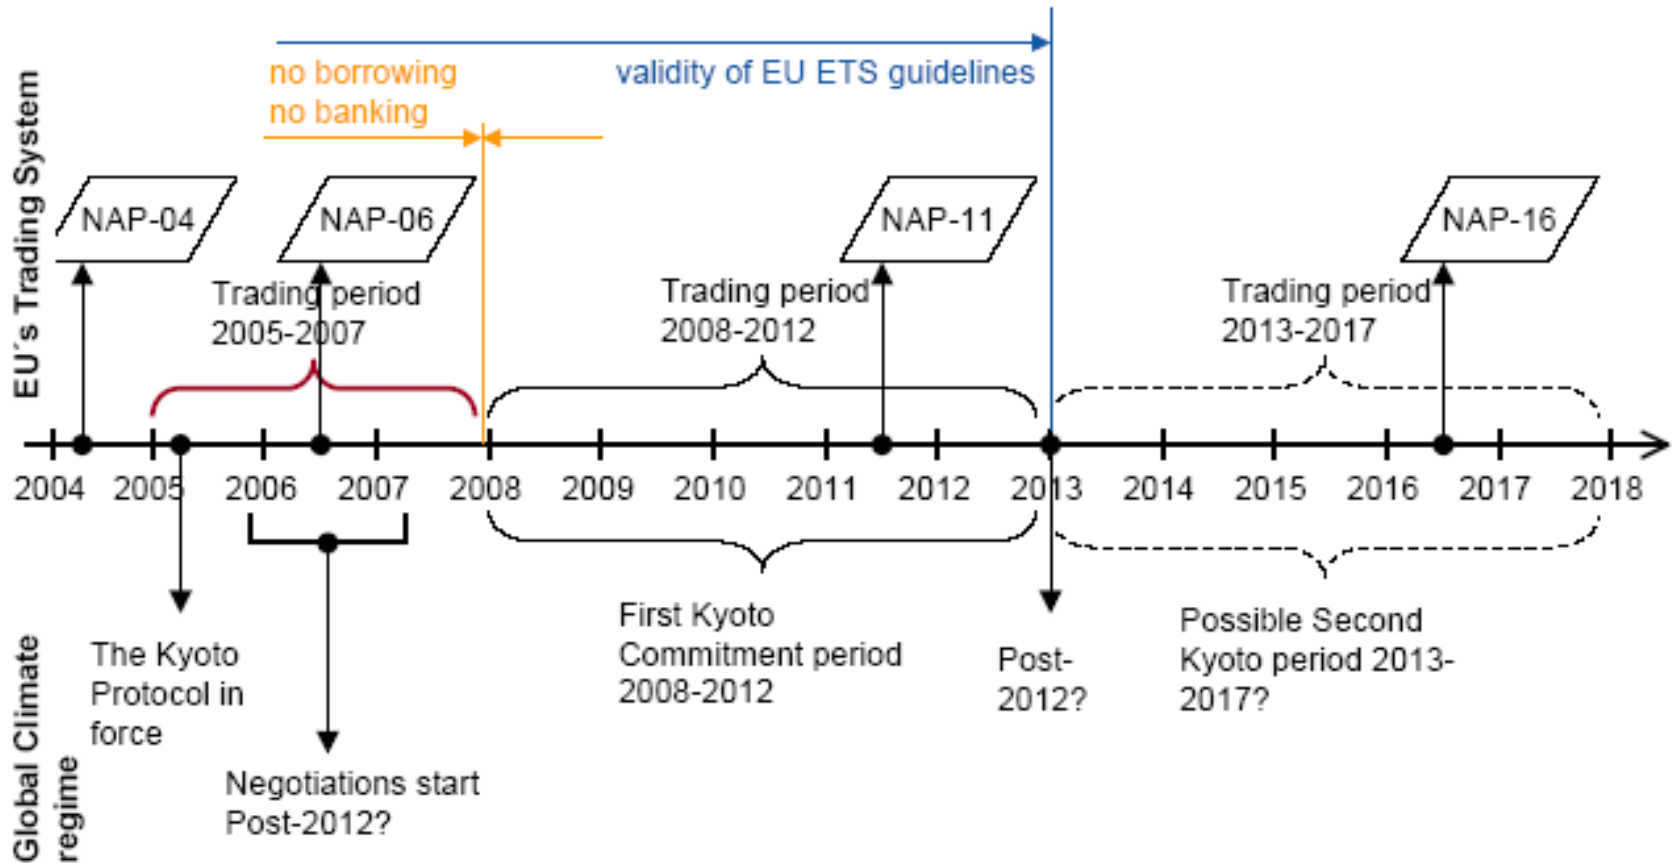 EU´s Trading System
no borrowing
no banking
validity of EU ETS guidelines
NAP-04
NAP-06
NAP-11
NAP-16
Trading period
2005-2007
Trading period
2008-2012
Trading period
2013-2017
2004 2005 2006 2007 2008 2009 2010 2011 2012 2013 2014 2015 2016 2017 2018
Global Climate
regime
The Kyoto
Protocol in
force
Negotiations start
Post-2012?
First Kyoto
Commitment period
2008-2012
Post-
2012?
Possible Second
Kyoto period 2013-
2017?